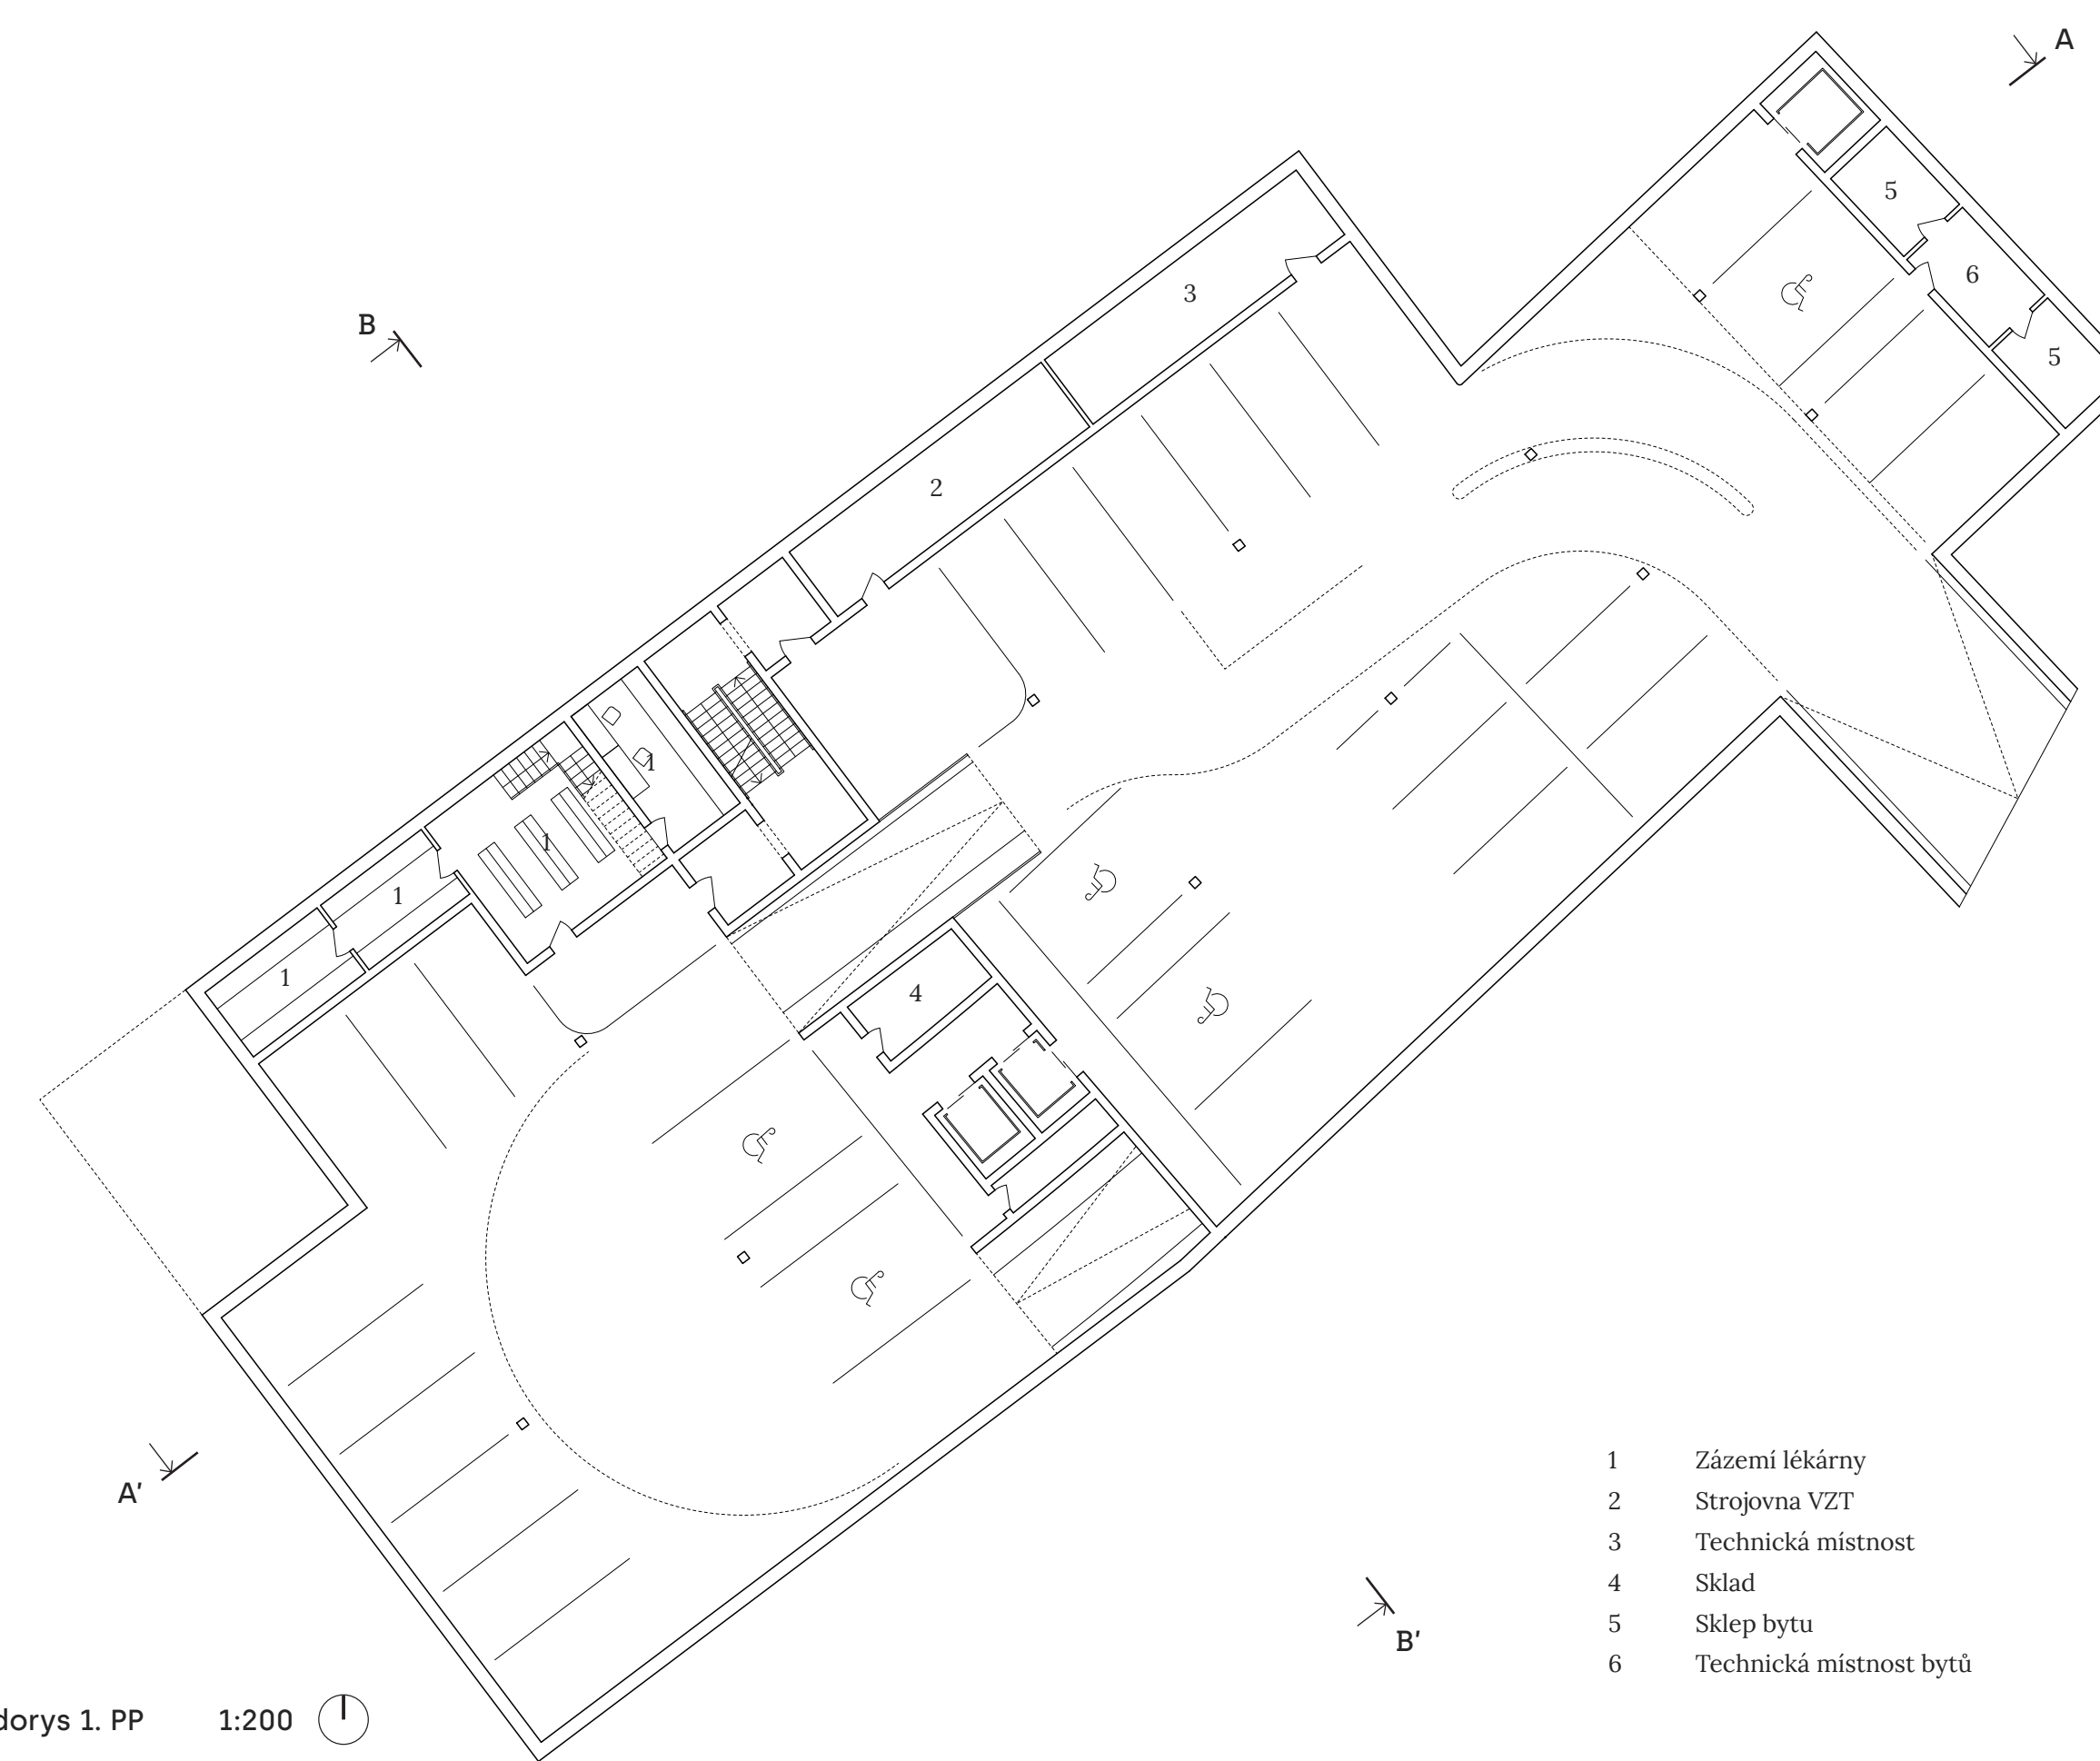 A
5
3
6
B
5
2
1
1
1
1
4
A'
B'
1 Zázemí lékárny
2 Strojovna VZT
3 Technická místnost
4 Sklad
5 Sklep bytu
6 Technická místnost bytů
dorys 1. PP 1:200